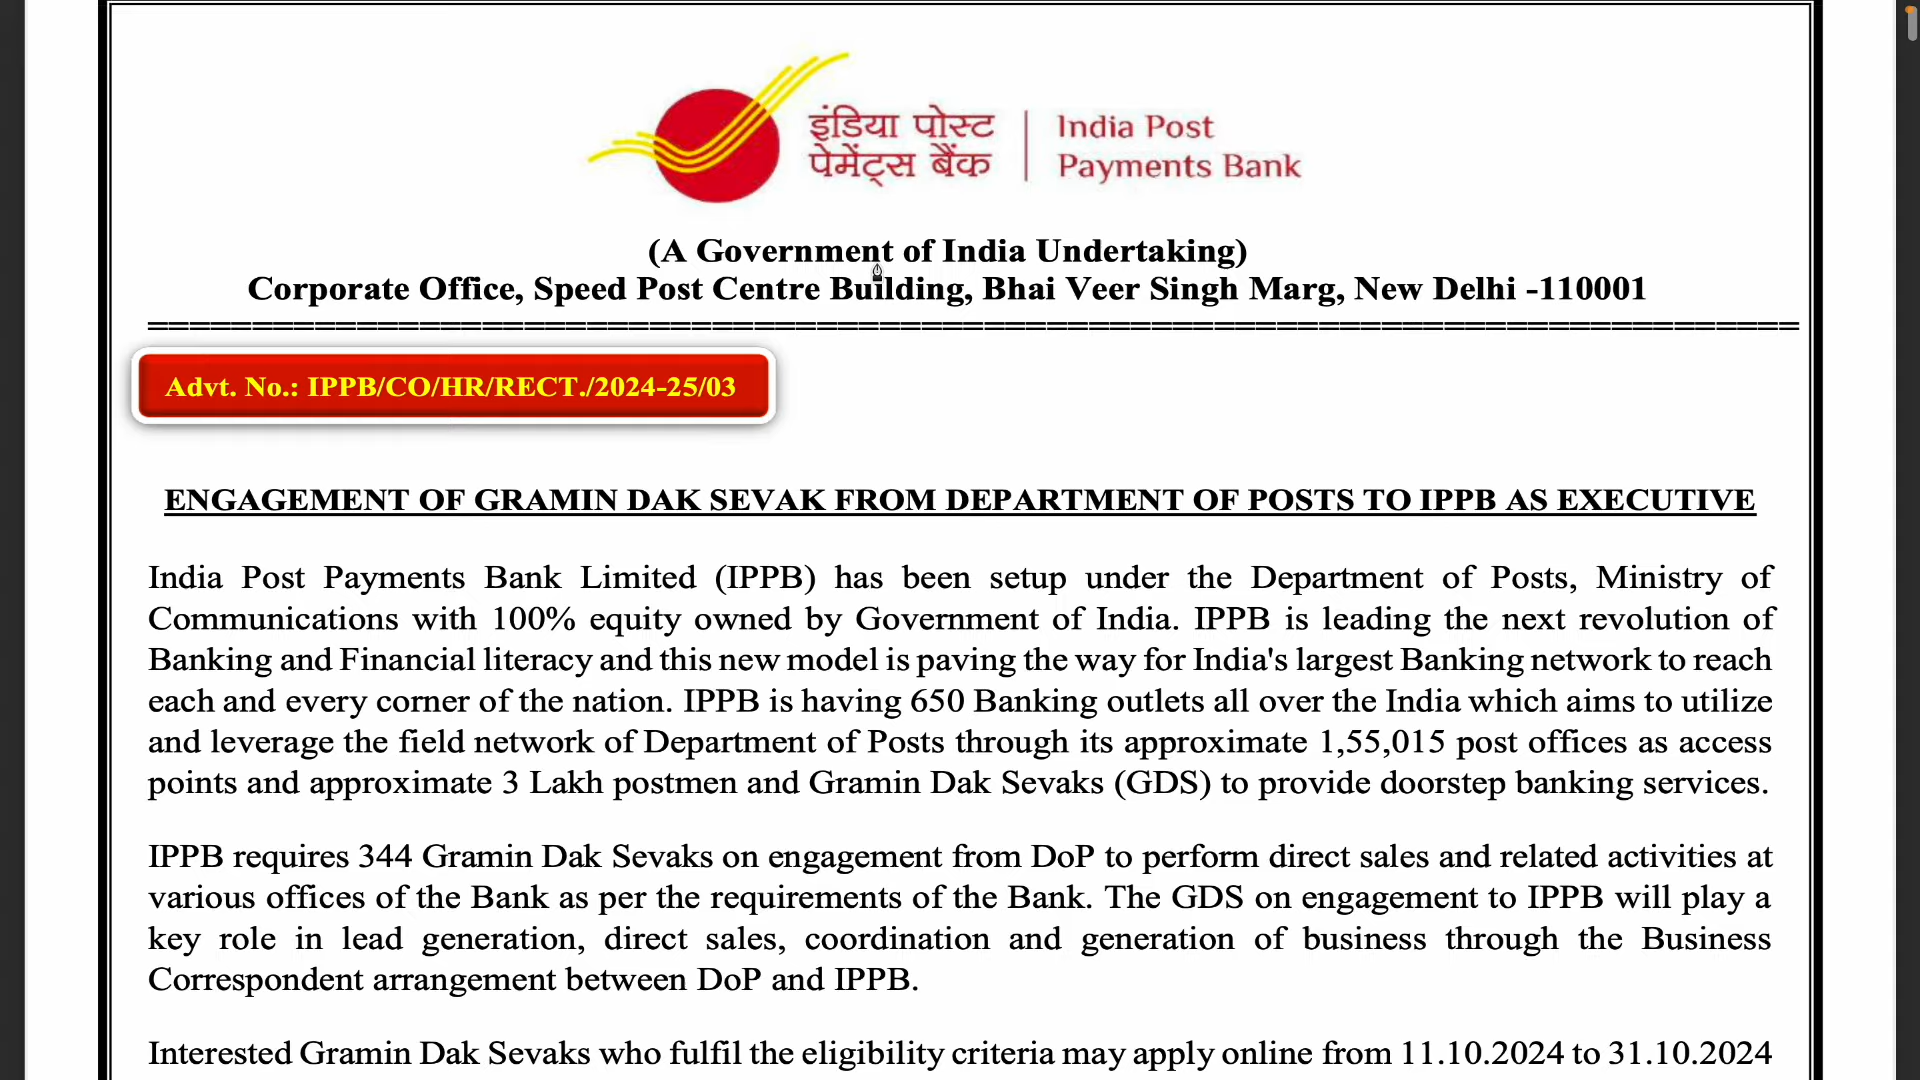 इंडिया पोस्ट
पेमेंट्स बैंक
India Post
Payments Bank
(A Government of India Undertaking)
Corporate Office, Speed Post Centre Building, Bhai Veer Singh Marg, New Delhi -110001
===============================================================================
Advt. No.: IPPB/CO/HR/RECT./2024-25/03
ENGAGEMENT OF GRAMIN DAK SEVAK FROM DEPARTMENT OF POSTS TO IPPB AS EXECUTIVE
India Post Payments Bank Limited (IPPB) has been setup under the Department of Posts, Ministry of
Communications with 100% equity owned by Government of India. IPPB is leading the next revolution of
Banking and Financial literacy and this new model is paving the way for India's largest Banking network to reach
each and every corner of the nation. IPPB is having 650 Banking outlets all over the India which aims to utilize
and leverage the field network of Department of Posts through its approximate 1,55,015 post offices as access
points and approximate 3 Lakh postmen and Gramin Dak Sevaks (GDS) to provide doorstep banking services.
IPPB requires 344 Gramin Dak Sevaks on engagement from DoP to perform direct sales and related activities at
various offices of the Bank as per the requirements of the Bank. The GDS on engagement to IPPB will play a
key role in lead generation, direct sales, coordination and generation of business through the Business
Correspondent arrangement between DoP and IPPB.
Interested Gramin Dak Sevaks who fulfil the eligibility criteria may apply online from 11.10.2024 to 31.10.2024